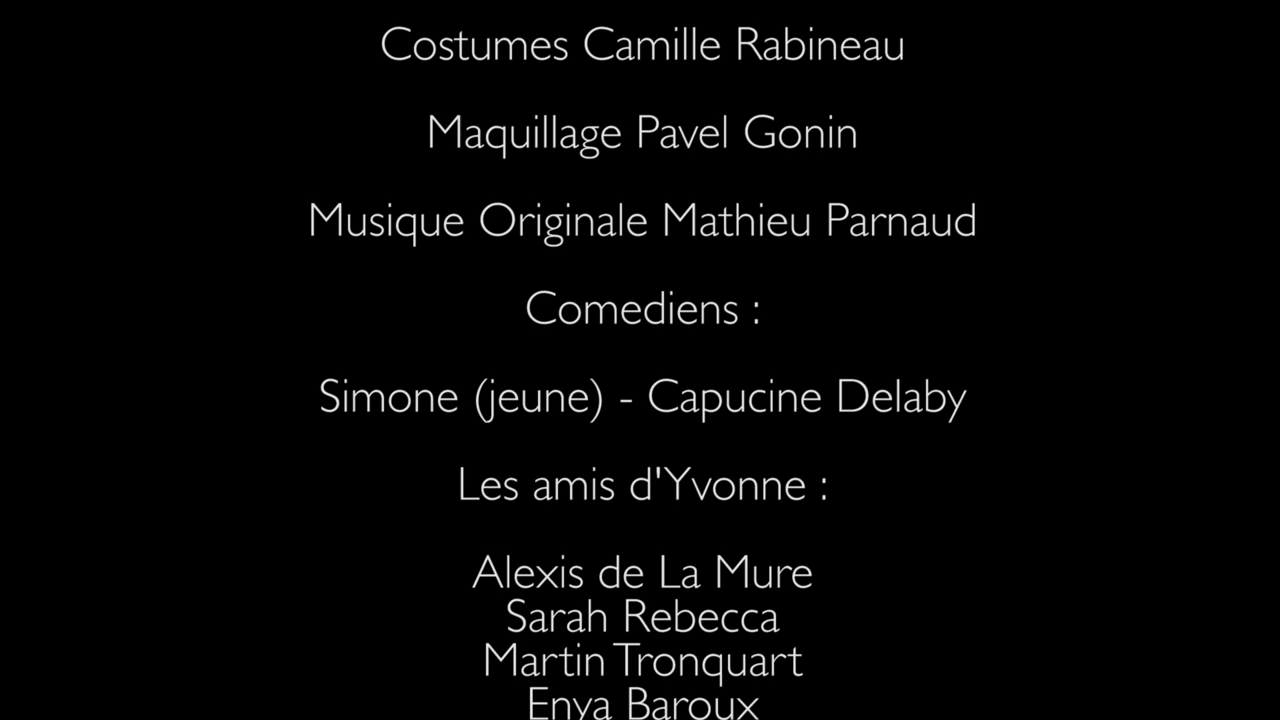 Costumes Camille Rabineau
Maquillage Pavel Gonin
Musique Originale Mathieu Parnaud
Comediens :
Simone (jeune) - Capucine Delaby
Les amis d'Yvonne :
Alexis de La Mure
Sarah Rebecca
Martin Tronquart
Enya Baroux